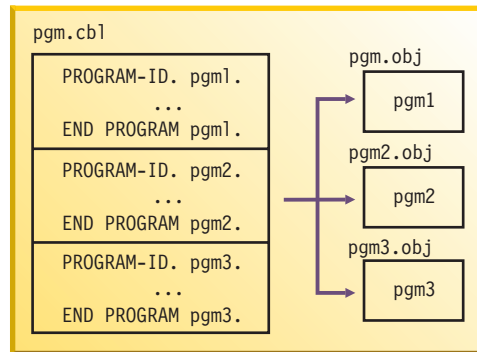 pgm.cbl
PROGRAM-ID. pgm1.
...
END PROGRAM pgm1.
PROGRAM-ID. pgm2.
...
END PROGRAM pgm2.
PROGRAM-ID. pgm3.
...
END PROGRAM pgm3.
pgm.obj
pgm1
pgm2.obj
pgm2
pgm3.obj
pgm3